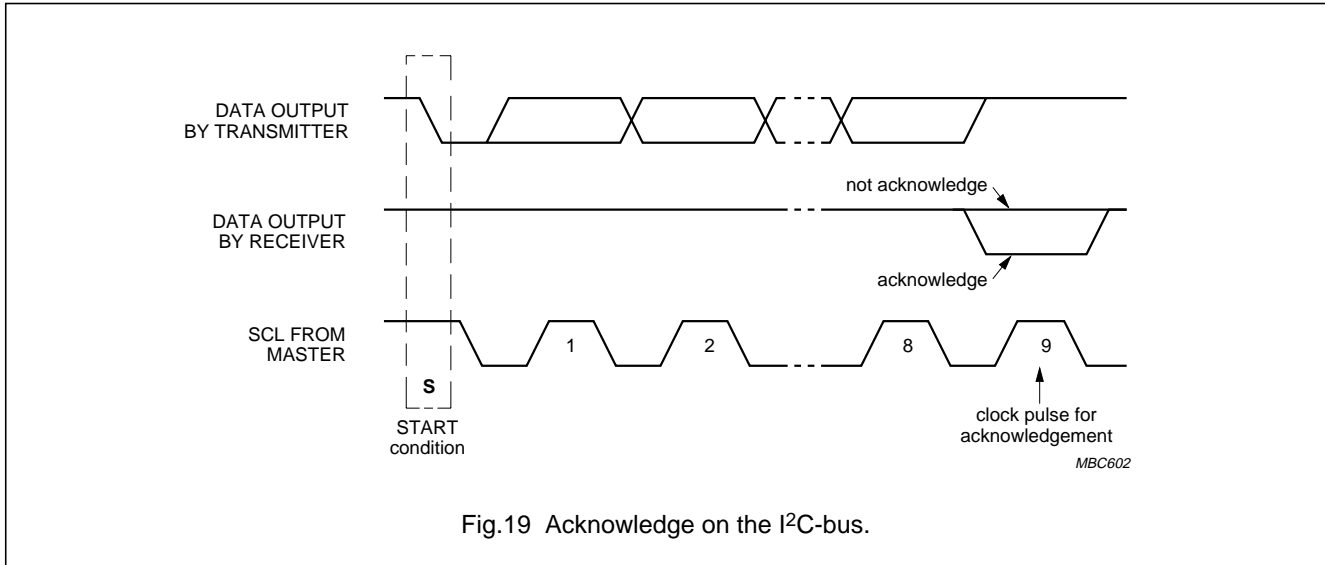 DATA OUTPUT
BY TRANSMITTER
not acknowledge
DATA OUTPUT
BY RECEIVER
acknowledge
SCL FROM
MASTER
1
2
8
9
S
START
condition
clock pulse for
acknowledgement
MBC602
Fig.19 Acknowledge on the I²C-bus.